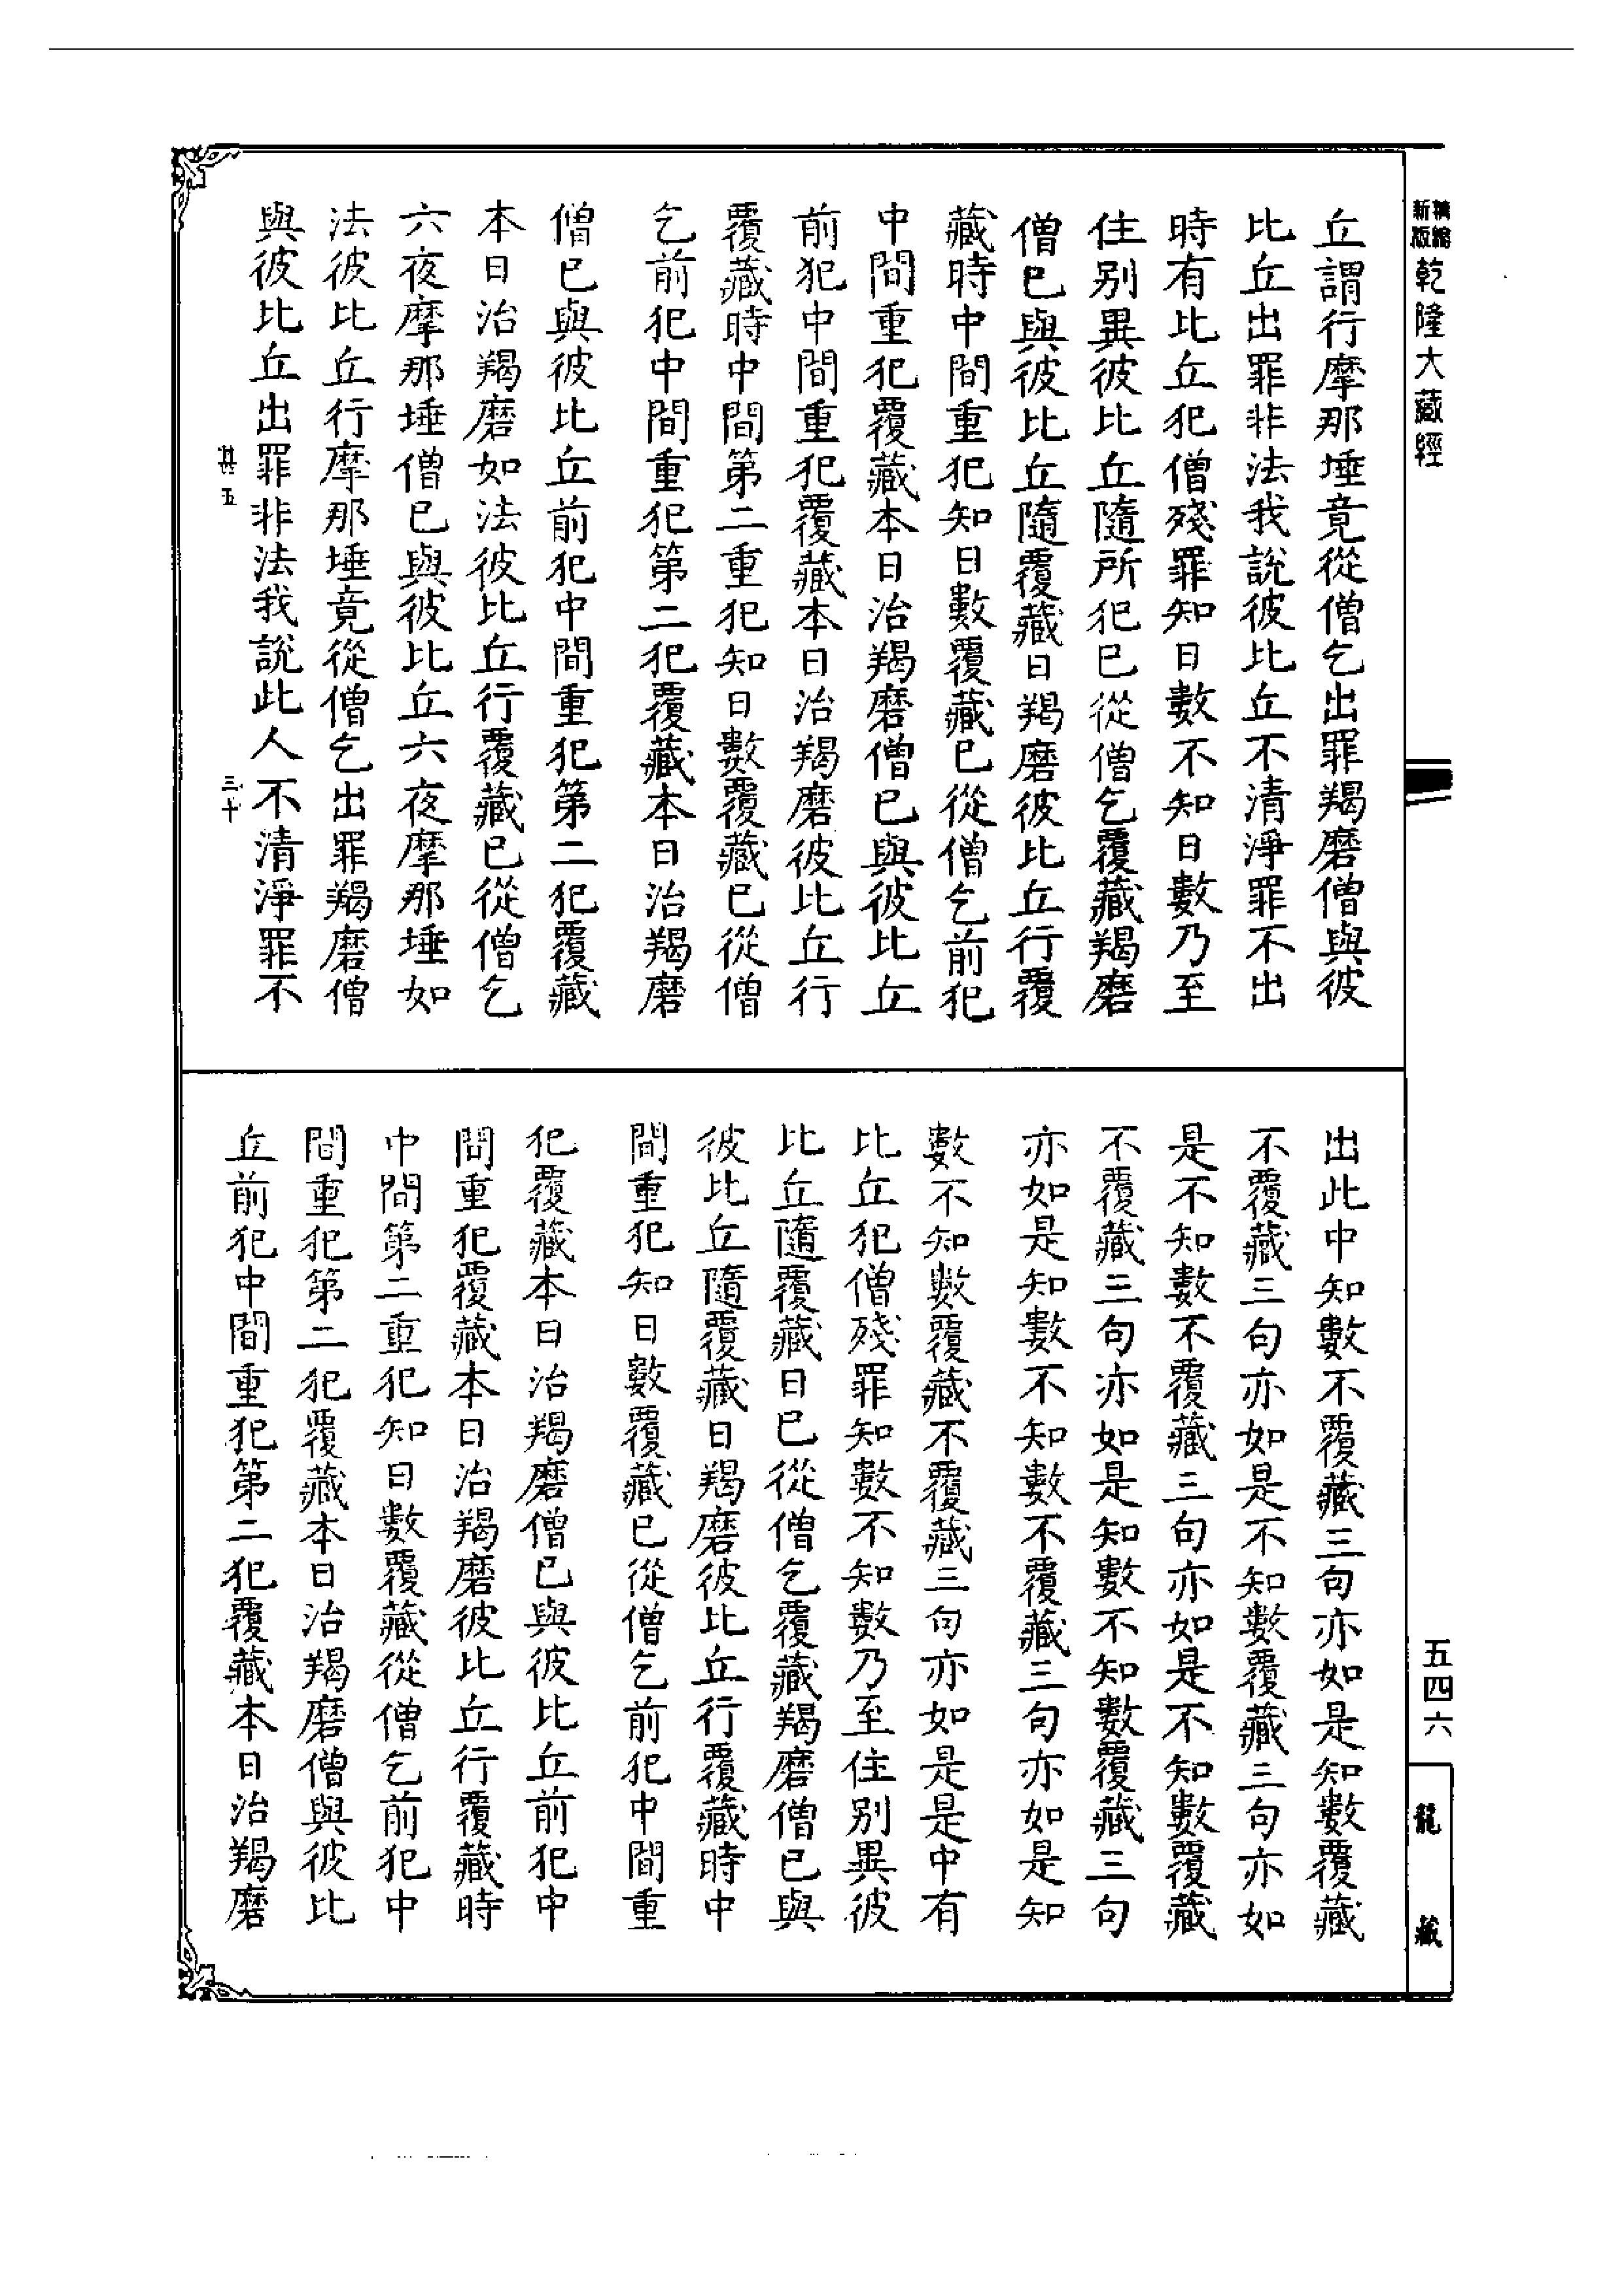 新版 精縮 乾隆大藏經
丘謂行摩那埵竟從僧乞出罪羯磨僧與彼
比丘出罪非法我說彼比丘不清淨罪不出
時有比丘犯僧殘罪知日數不知日數乃至
住別異彼比丘隨所犯已從僧乞覆藏羯磨
僧已與彼比丘隨覆藏日羯磨彼比丘行覆
藏時中間重犯知日數覆藏已從僧乞前犯
中間重犯覆藏本日治羯磨僧已與彼比丘
前犯中間重犯覆藏本日治羯磨彼比丘行
覆藏時中間第二重犯知日數覆藏已從僧
乞前犯中間重犯第二犯覆藏本日治羯磨
僧已與彼比丘前犯中間重犯第二犯覆藏
本日治羯磨如法彼比丘行覆藏已從僧乞
六夜摩那埵僧已與彼比丘六夜摩那埵如
法彼比丘行摩那埵竟從僧乞出罪羯磨僧
與彼比丘出罪非法我說此人不清淨罪不
五 三十
出此中知數不覆藏三句亦如是知數覆藏
不覆藏三句亦如是不知數覆藏三句亦如
是不知數不覆藏三句亦如是不知數覆藏
不覆藏三句亦如是知數不知數覆藏三句
亦如是知數不知數不覆藏三句亦如是知
數不知數覆藏不覆藏三句亦如是是中有
比丘犯僧殘罪知數不知數乃至住別異彼
比丘隨覆藏日已從僧乞覆藏羯磨僧已與
彼比丘隨覆藏日羯磨彼比丘行覆藏時中
間重犯知日數覆藏已從僧乞前犯中間重
犯覆藏本日治羯磨僧已與彼比丘前犯中
間重犯覆藏本日治羯磨彼比丘行覆藏時
中間第二重犯知日數覆藏從僧乞前犯中
間重犯第二犯覆藏本日治羯磨僧與彼比
丘前犯中間重犯第二犯覆藏本日治羯磨
五四六
龍藏